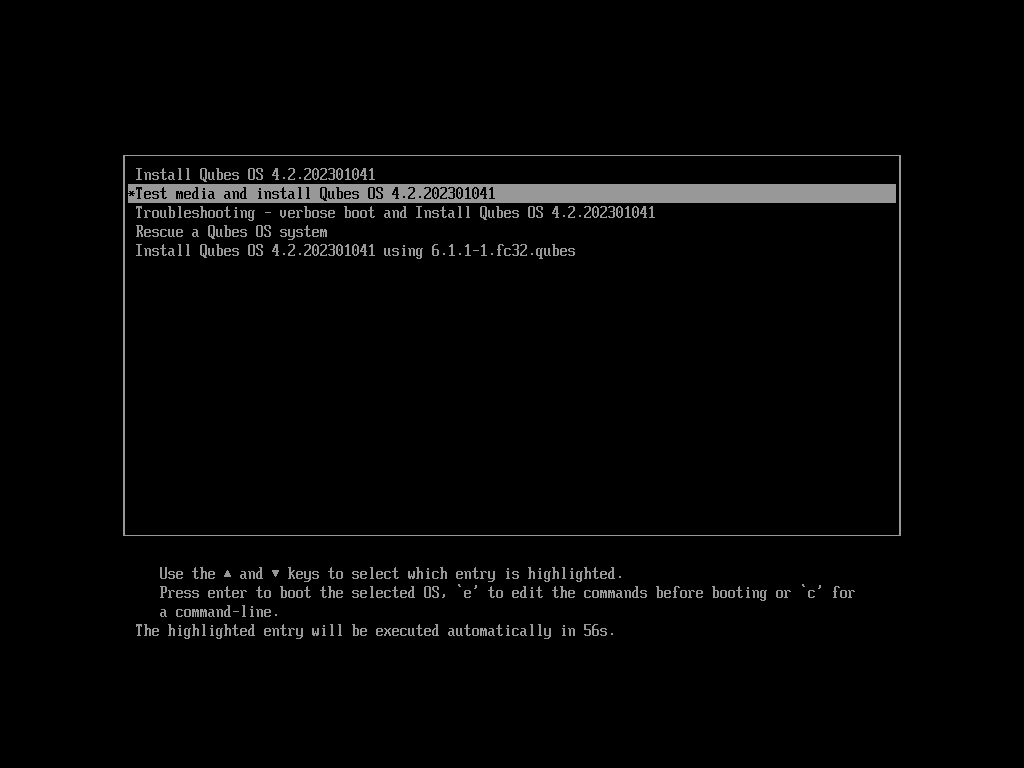 Install Qubes OS 4.2.202301041
*Test media and install Qubes OS 4.2.202301041
Troubleshooting - verbose boot and Install Qubes OS 4.2.202301041
Rescue a Qubes OS system
Install Qubes OS 4.2.202301041 using 6.1.1-1.fc32.qubes
Use the ▲ and ▼ keys to select which entry is highlighted.
Press enter to boot the selected OS, `e' to edit the commands before booting or `c' for
a command-line.
The highlighted entry will be executed automatically in 56s.